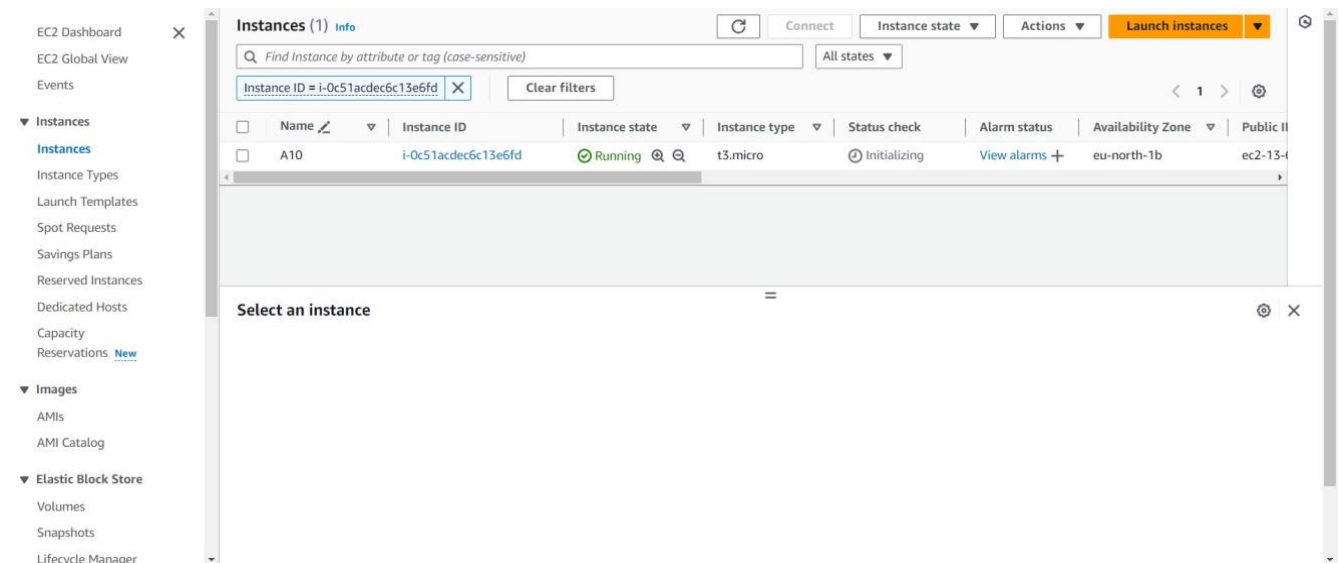 EC2 Dashboard
EC2 Global View
Events
Instances
Instances
Instance Types
Launch Templates
Spot Requests
Savings Plans
Reserved Instances
Dedicated Hosts
Capacity
Reservations New
Images
AMIs
AMI Catalog
Elastic Block Store
Volumes
Snapshots
Lifecycle Manager
Instances (1) Info
Connect Instance state Actions Launch instances
Find Instance by attribute or tag (case-sensitive) All states
Instance ID = i-0c51acdec6c13e6fd Clear filters
1
Name Instance ID Instance state Instance type Status check Alarm status Availability Zone Public
A10 i-0c51acdec6c13e6fd Running t3.micro Initializing View alarms + eu-north-1b ec2-13-
Select an instance